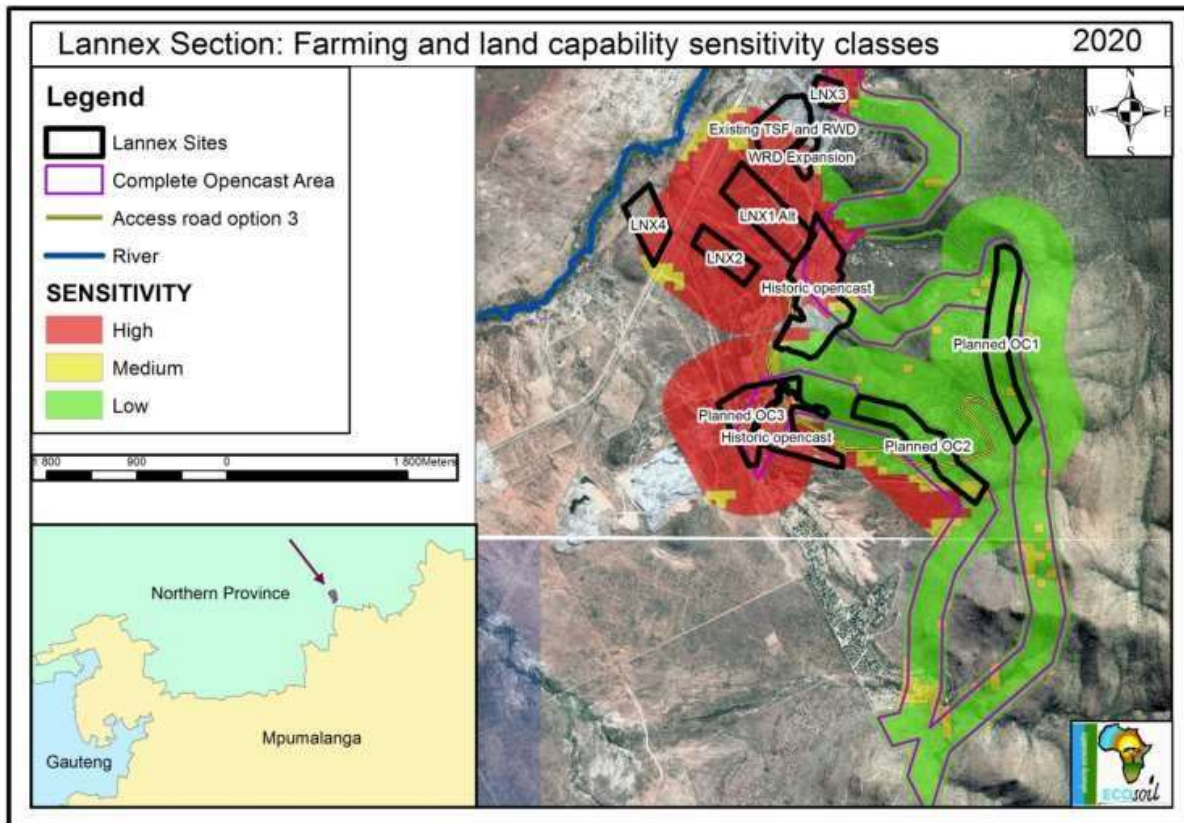 Lannex Section: Farming and land capability sensitivity classes 2020
Legend
Lannex Sites
Complete Opencast Area
Access road option 3
River
SENSITIVITY
High
Medium
Low
1 800 900 0 1 800 Meters
Northern Province
Mpumalanga
Gauteng
N
W E
S
LNX3
Existing TSF and RWD
WRD Expansion
LNX1 Alt
LNX4
LNX2
Historic opencast
Planned OC1
Planned OC3
Historic opencast
Planned OC2
ECOsoil